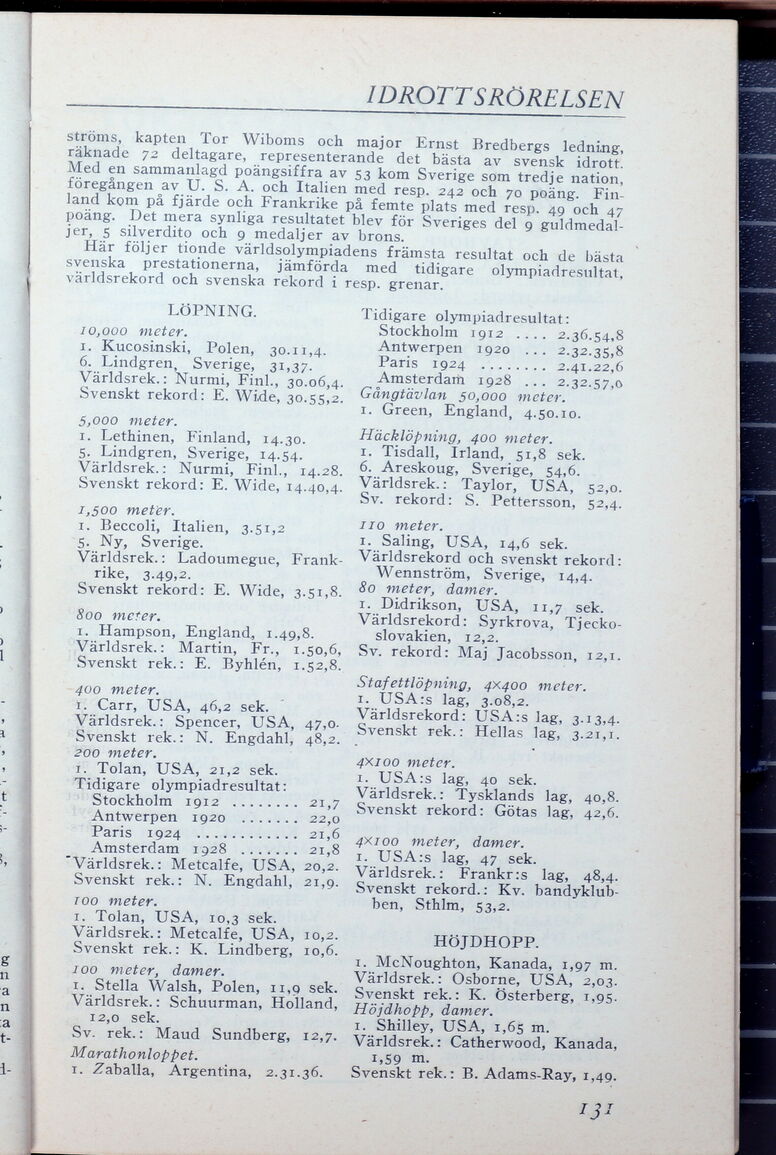 IDROTTSRÖRELSEN
ströms, kapten Tor Wiboms och major Ernst Bredbergs ledning,
räknade 72 deltagare, representerande det bästa av svensk idrott.
Med en sammanlagd poängsiffra av 53 kom Sverige som tredje nation,
föregången av U. S. A. och Italien med resp. 242 och 70 poäng. Fin-
land kom på fjärde och Frankrike på femte plats med resp. 49 och 47
poäng. Det mera synliga resultatet blev för Sveriges del 9 guldmedal-
jer, 5 silverdito och 9 medaljer av brons.
Här följer tionde världsolympiadens främsta resultat och de bästa
svenska prestationerna, jämförda med tidigare olympiadresultat,
världsrekord och svenska rekord i resp. grenar.
LÖPNING.
10,000 meter.
1. Kucosinski, Polen, 30.11,4.
6. Lindgren, Sverige, 31,37.
Världsrek.: Nurmi, Finl., 30.06,4.
Svenskt rekord: E. Wide, 30.55,2.
5,000 meter.
1. Lethinen, Finland, 14.30.
5. Lindgren, Sverige, 14.54.
Världsrek.: Nurmi, Finl., 14.28.
Svenskt rekord: E. Wide, 14.40,4.
1,500 meter.
1. Beccoli, Italien, 3.51,2
5. Ny, Sverige.
Världsrek.: Ladoumegue, Frank-
rike, 3.49,2.
Svenskt rekord: E. Wide, 3.51,8.
800 meter.
1. Hampson, England, 1.49,8.
Världsrek.: Martin, Fr., 1.50,6,
Svenskt rek.: E. Byhlén, 1.52,8.
400 meter.
1. Carr, USA, 46,2 sek.
Världsrek.: Spencer, USA, 47,0.
Svenskt rek.: N. Engdahl, 48,2.
200 meter.
1. Tolan, USA, 21,2 sek.
Tidigare olympiadresultat:
Stockholm 1912 ........ 21,7
Antwerpen 1920 ....... 22,0
Paris 1924 ............ 21,6
Amsterdam 1928 ....... 21,8
Världsrek.: Metcalfe, USA, 20,2.
Svenskt rek.: N. Engdahl, 21,9.
100 meter.
1. Tolan, USA, 10,3 sek.
Världsrek.: Metcalfe, USA, 10,2.
Svenskt rek.: K. Lindberg, 10,6.
100 meter, damer.
1. Stella Walsh, Polen, 11,9 sek.
Världsrek.: Schuurman, Holland,
12,0 sek.
Sv. rek.: Maud Sundberg, 12,7.
Marathonloppet.
1. Zaballa, Argentina, 2.31.36.
Tidigare olympiadresultat:
Stockholm 1912 .... 2.36.54,8
Antwerpen 1920 ... 2.32.35,8
Paris 1924 ........ 2.41.22,6
Amsterdam 1928 ... 2.32.57,0
Gångtävlan 50,000 meter.
1. Green, England, 4.50.10.
Häcklöpning, 400 meter.
1. Tisdall, Irland, 51,8 sek.
6. Areskoug, Sverige, 54,6.
Världsrek.: Taylor, USA, 52,0.
Sv. rekord: S. Pettersson, 52,4.
110 meter.
1. Saling, USA, 14,6 sek.
Världsrekord och svenskt rekord:
Wennström, Sverige, 14,4.
80 meter, damer.
1. Didrikson, USA, 11,7 sek.
Världsrekord: Syrkrova, Tjecko-
slovakien, 12,2.
Sv. rekord: Maj Jacobsson, 12,1.
Stafettlöpning, 4×400 meter.
1. USA:s lag, 3.08,2.
Världsrekord: USA:s lag, 3.13,4.
Svenskt rek.: Hellas lag, 3.21,1.
4×100 meter.
1. USA:s lag, 40 sek.
Världsrek.: Tysklands lag, 40,8.
Svenskt rekord: Götas lag, 42,6.
4×100 meter, damer.
1. USA:s lag, 47 sek.
Världsrek.: Frankr:s lag, 48,4.
Svenskt rekord.: Kv. bandyklub-
ben, Sthlm, 53,2.
HÖJDHOPP.
1. McNoughton, Kanada, 1,97 m.
Världsrek.: Osborne, USA, 2,03.
Svenskt rek.: K. Österberg, 1,95.
Höjdhopp, damer.
1. Shilley, USA, 1,65 m.
Världsrek.: Catherwood, Kanada,
1,59 m.
Svenskt rek.: B. Adams-Ray, 1,49.
131